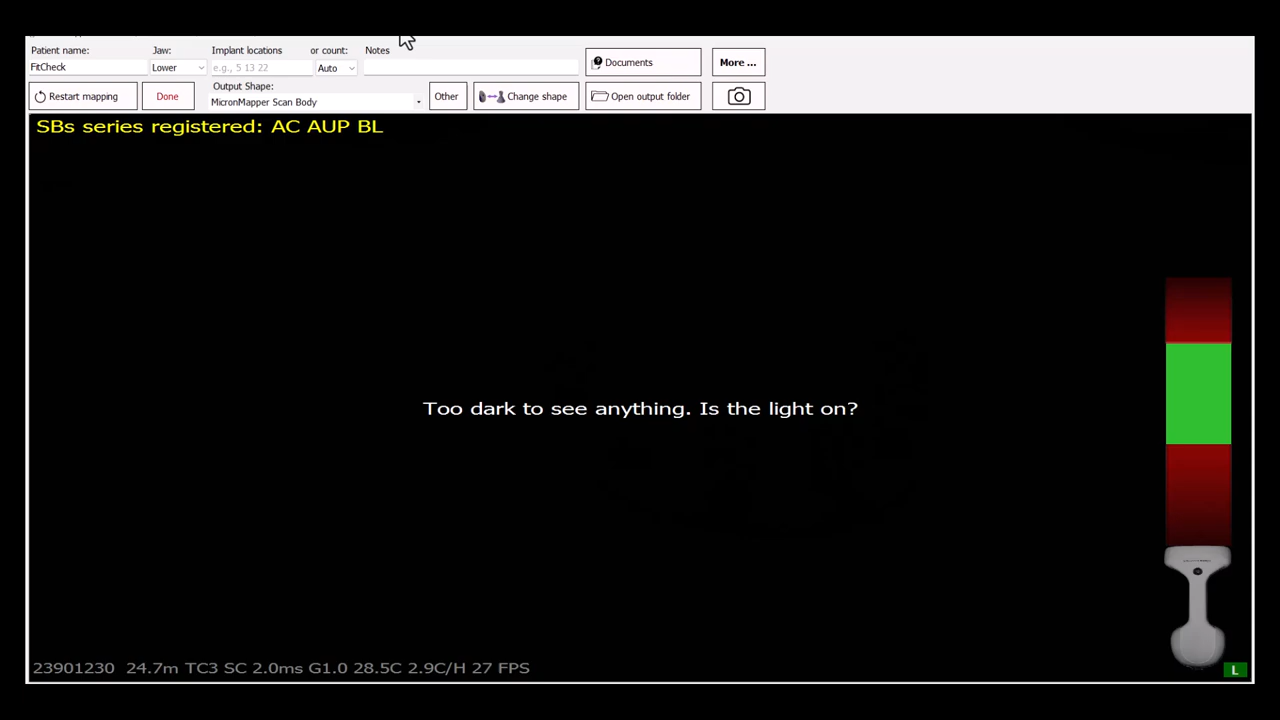 Patient name: Jaw: Implant locations or count: Notes
FitCheck Lower e.g., 5 13 22 Auto
Documents More ...
Output Shape:
Restart mapping Done MicronMapper Scan Body Other Change shape Open output folder
SBs series registered: AC AUP BL
Too dark to see anything. Is the light on?
23901230 24.7m TC3 SC 2.0ms G1.0 28.5C 2.9C/H 27 FPS
L